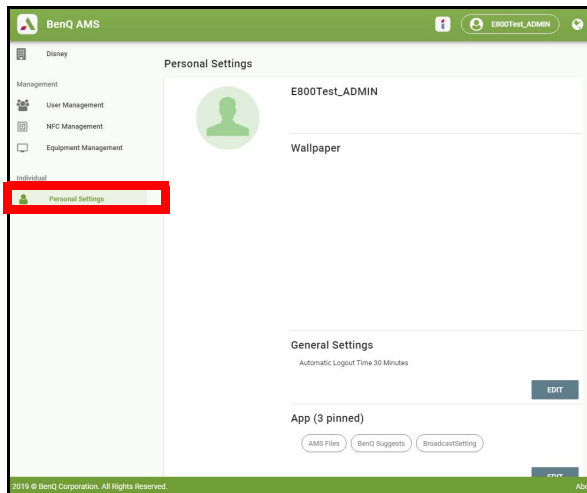 BenQ AMS
E800Test_ADMIN
Disney
Personal Settings
Management
User Management
NFC Management
Equipment Management
Individual
Personal Settings
E800Test_ADMIN
Wallpaper
General Settings
Automatic Logout Time 30 Minutes
EDIT
App (3 pinned)
AMS Files
BenQ Suggests
BroadcastSetting
EDIT
2019 © BenQ Corporation. All Rights Reserved.
Abo